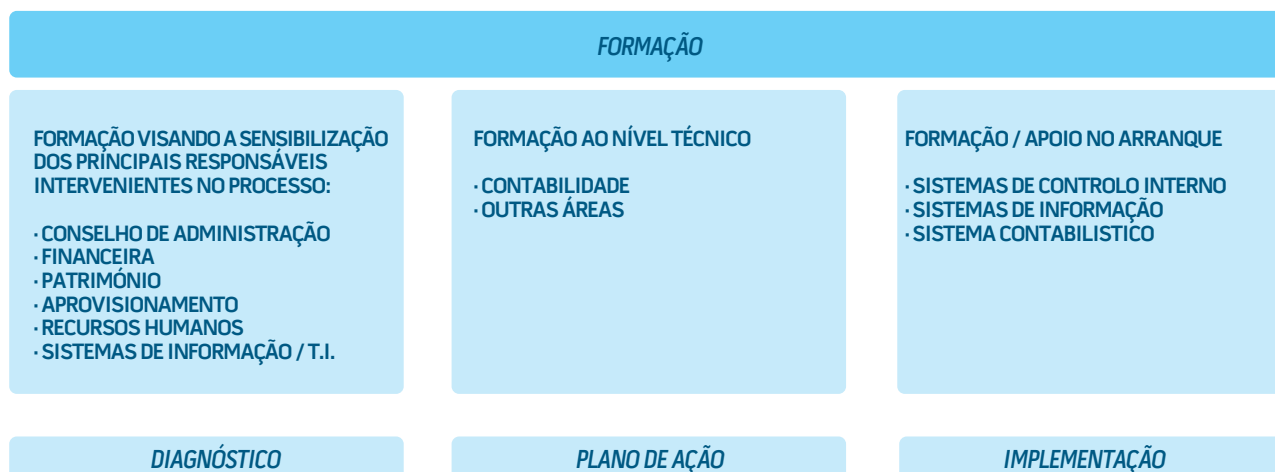 FORMAÇÃO
FORMAÇÃO VISANDO A SENSIBILIZAÇÃO
DOS PRINCIPAIS RESPONSÁVEIS
INTERVENIENTES NO PROCESSO:
· CONSELHO DE ADMINISTRAÇÃO
· FINANCEIRA
· PATRIMÓNIO
· APROVISIONAMENTO
· RECURSOS HUMANOS
· SISTEMAS DE INFORMAÇÃO / T.I.
FORMAÇÃO AO NÍVEL TÉCNICO
· CONTABILIDADE
· OUTRAS ÁREAS
FORMAÇÃO / APOIO NO ARRANQUE
· SISTEMAS DE CONTROLO INTERNO
· SISTEMAS DE INFORMAÇÃO
· SISTEMA CONTABILISTICO
DIAGNÓSTICO
PLANO DE AÇÃO
IMPLEMENTAÇÃO